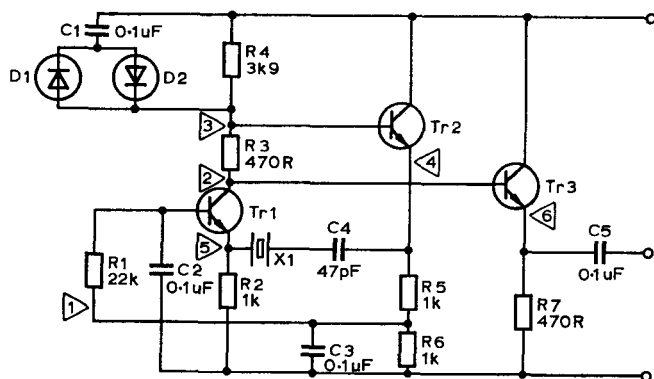 C1
0·1uF
R4
3k9
D1
D2
Tr2
3
R3
470R
4
2
Tr3
Tr1
6
C4
5
C5
R1
22k
C2
0·1uF
X1
47pF
0·1uF
R2
1k
R5
1k
1
R7
470R
C3
0·1µF
R6
1k